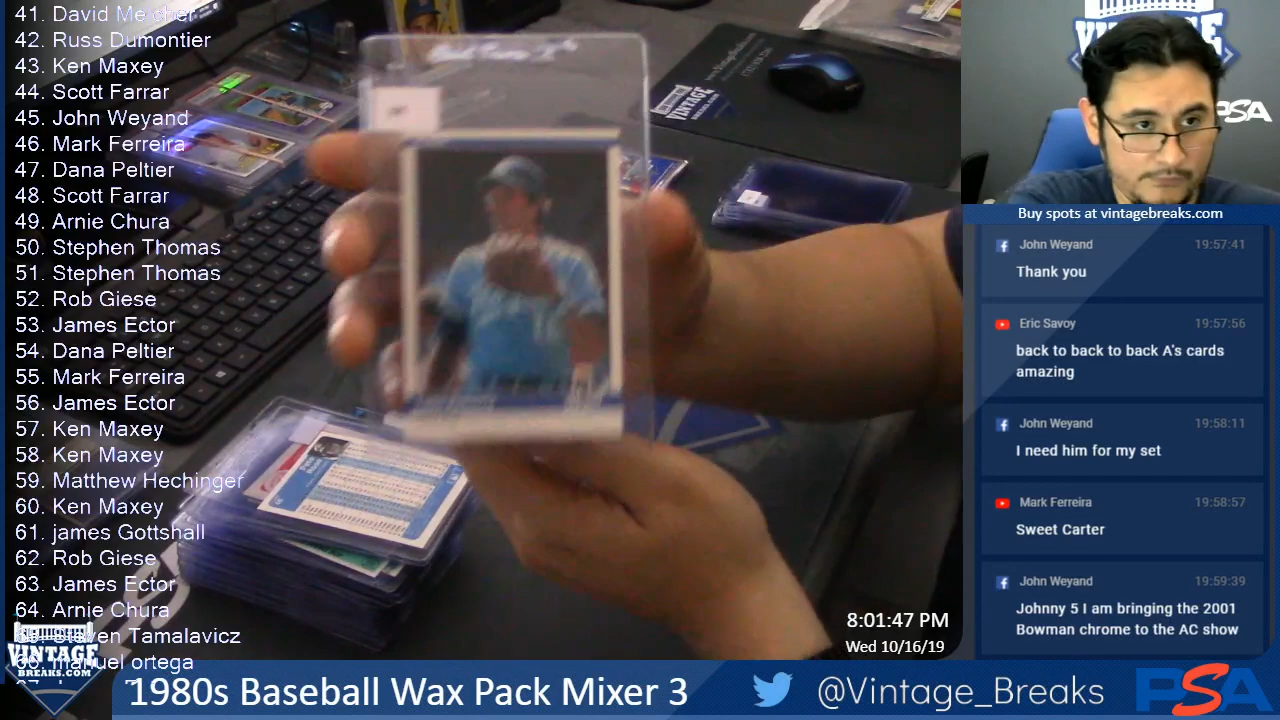 41. David Melcher
42. Russ Dumontier
43. Ken Maxey
44. Scott Farrar
45. John Weyand
46. Mark Ferreira
47. Dana Peltier
48. Scott Farrar
49. Arnie Chura
50. Stephen Thomas
51. Stephen Thomas
52. Rob Giese
53. James Ector
54. Dana Peltier
55. Mark Ferreira
56. James Ector
57. Ken Maxey
58. Ken Maxey
59. Matthew Hechinger
60. Ken Maxey
61. james Gottshall
62. Rob Giese
63. James Ector
64. Arnie Chura
65. Steven Tamalavicz
66. manuel ortega
VINTAGE
BREAKS.COM
VINTAGE
BREAKS.COM
PSA
Buy spots at vintagebreaks.com
John Weyand 19:57:41
Thank you
Eric Savoy 19:57:56
back to back to back A's cards
amazing
John Weyand 19:58:11
I need him for my set
Mark Ferreira 19:58:57
Sweet Carter
John Weyand 19:59:39
Johnny 5 I am bringing the 2001
Bowman chrome to the AC show
8:01:47 PM
Wed 10/16/19
1980s Baseball Wax Pack Mixer 3
@Vintage_Breaks
PSA